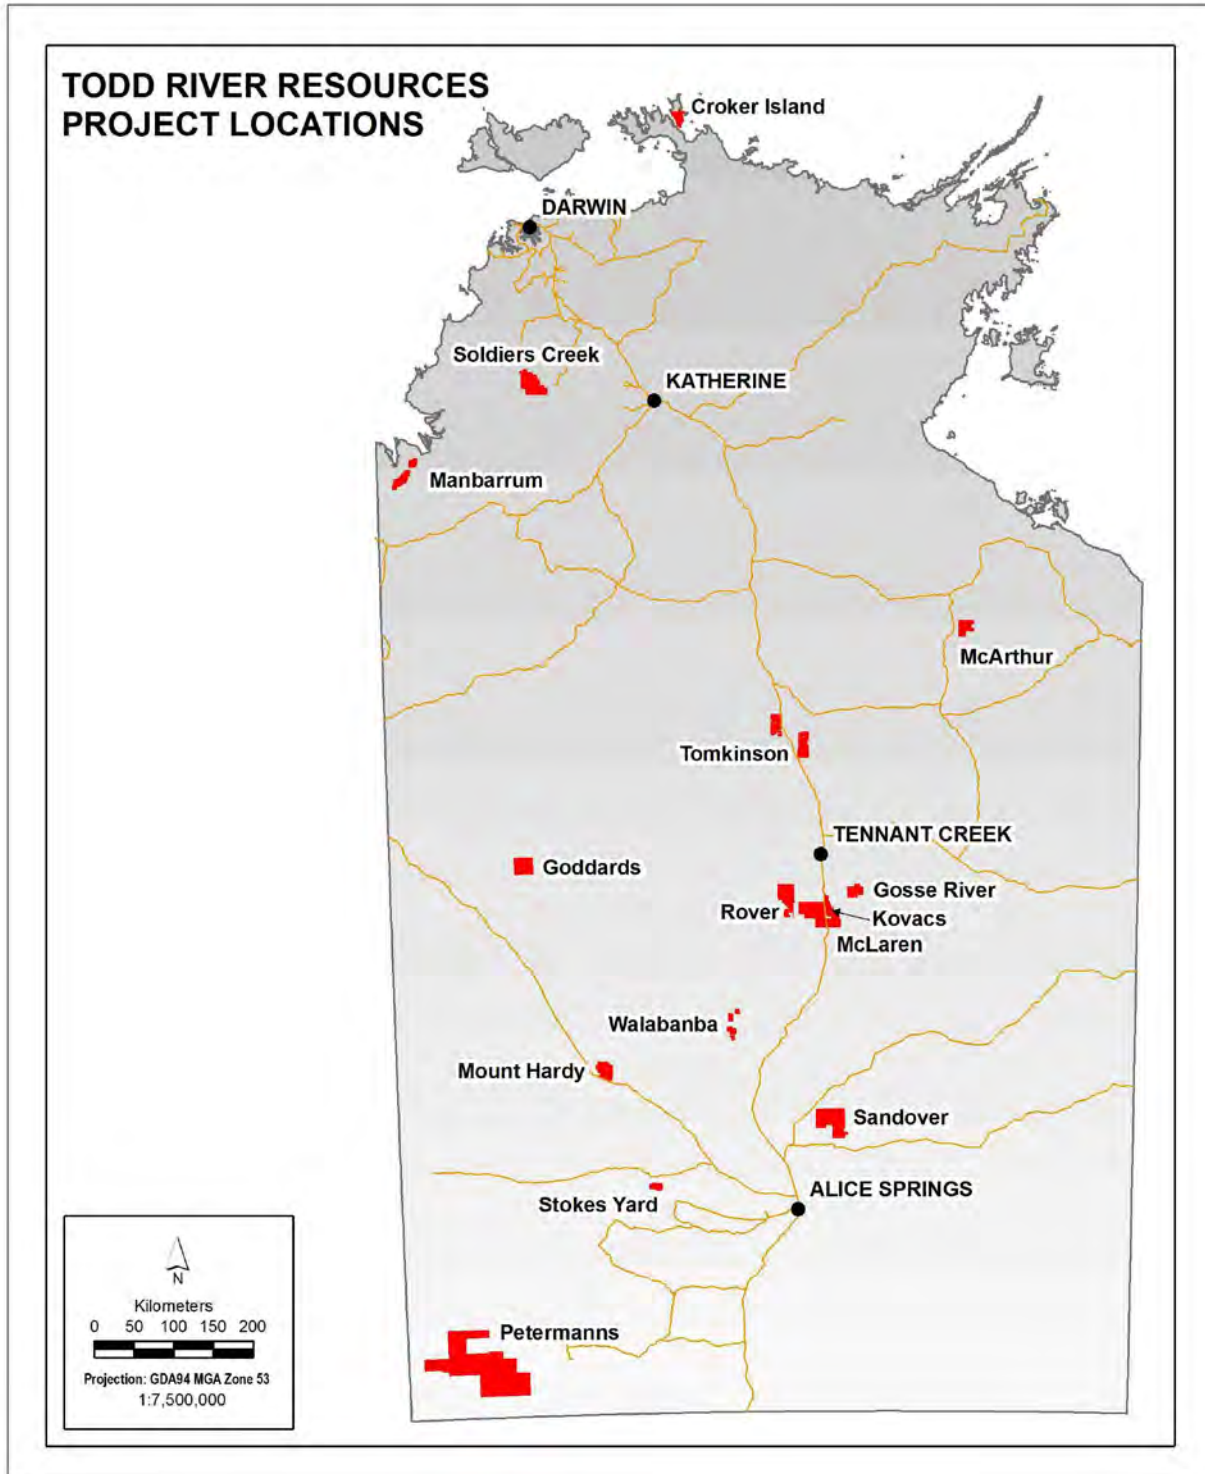 TODD RIVER RESOURCES
PROJECT LOCATIONS
Croker Island
DARWIN
Soldiers Creek
KATHERINE
Manbarrum
McArthur
Tomkinson
TENNANT CREEK
Goddards
Gosse River
Rover
Kovacs
McLaren
Walabanba
Mount Hardy
Sandover
ALICE SPRINGS
Stokes Yard
Petermanns
N
Kilometers
0 50 100 150 200
Projection: GDA94 MGA Zone 53
1:7,500,000